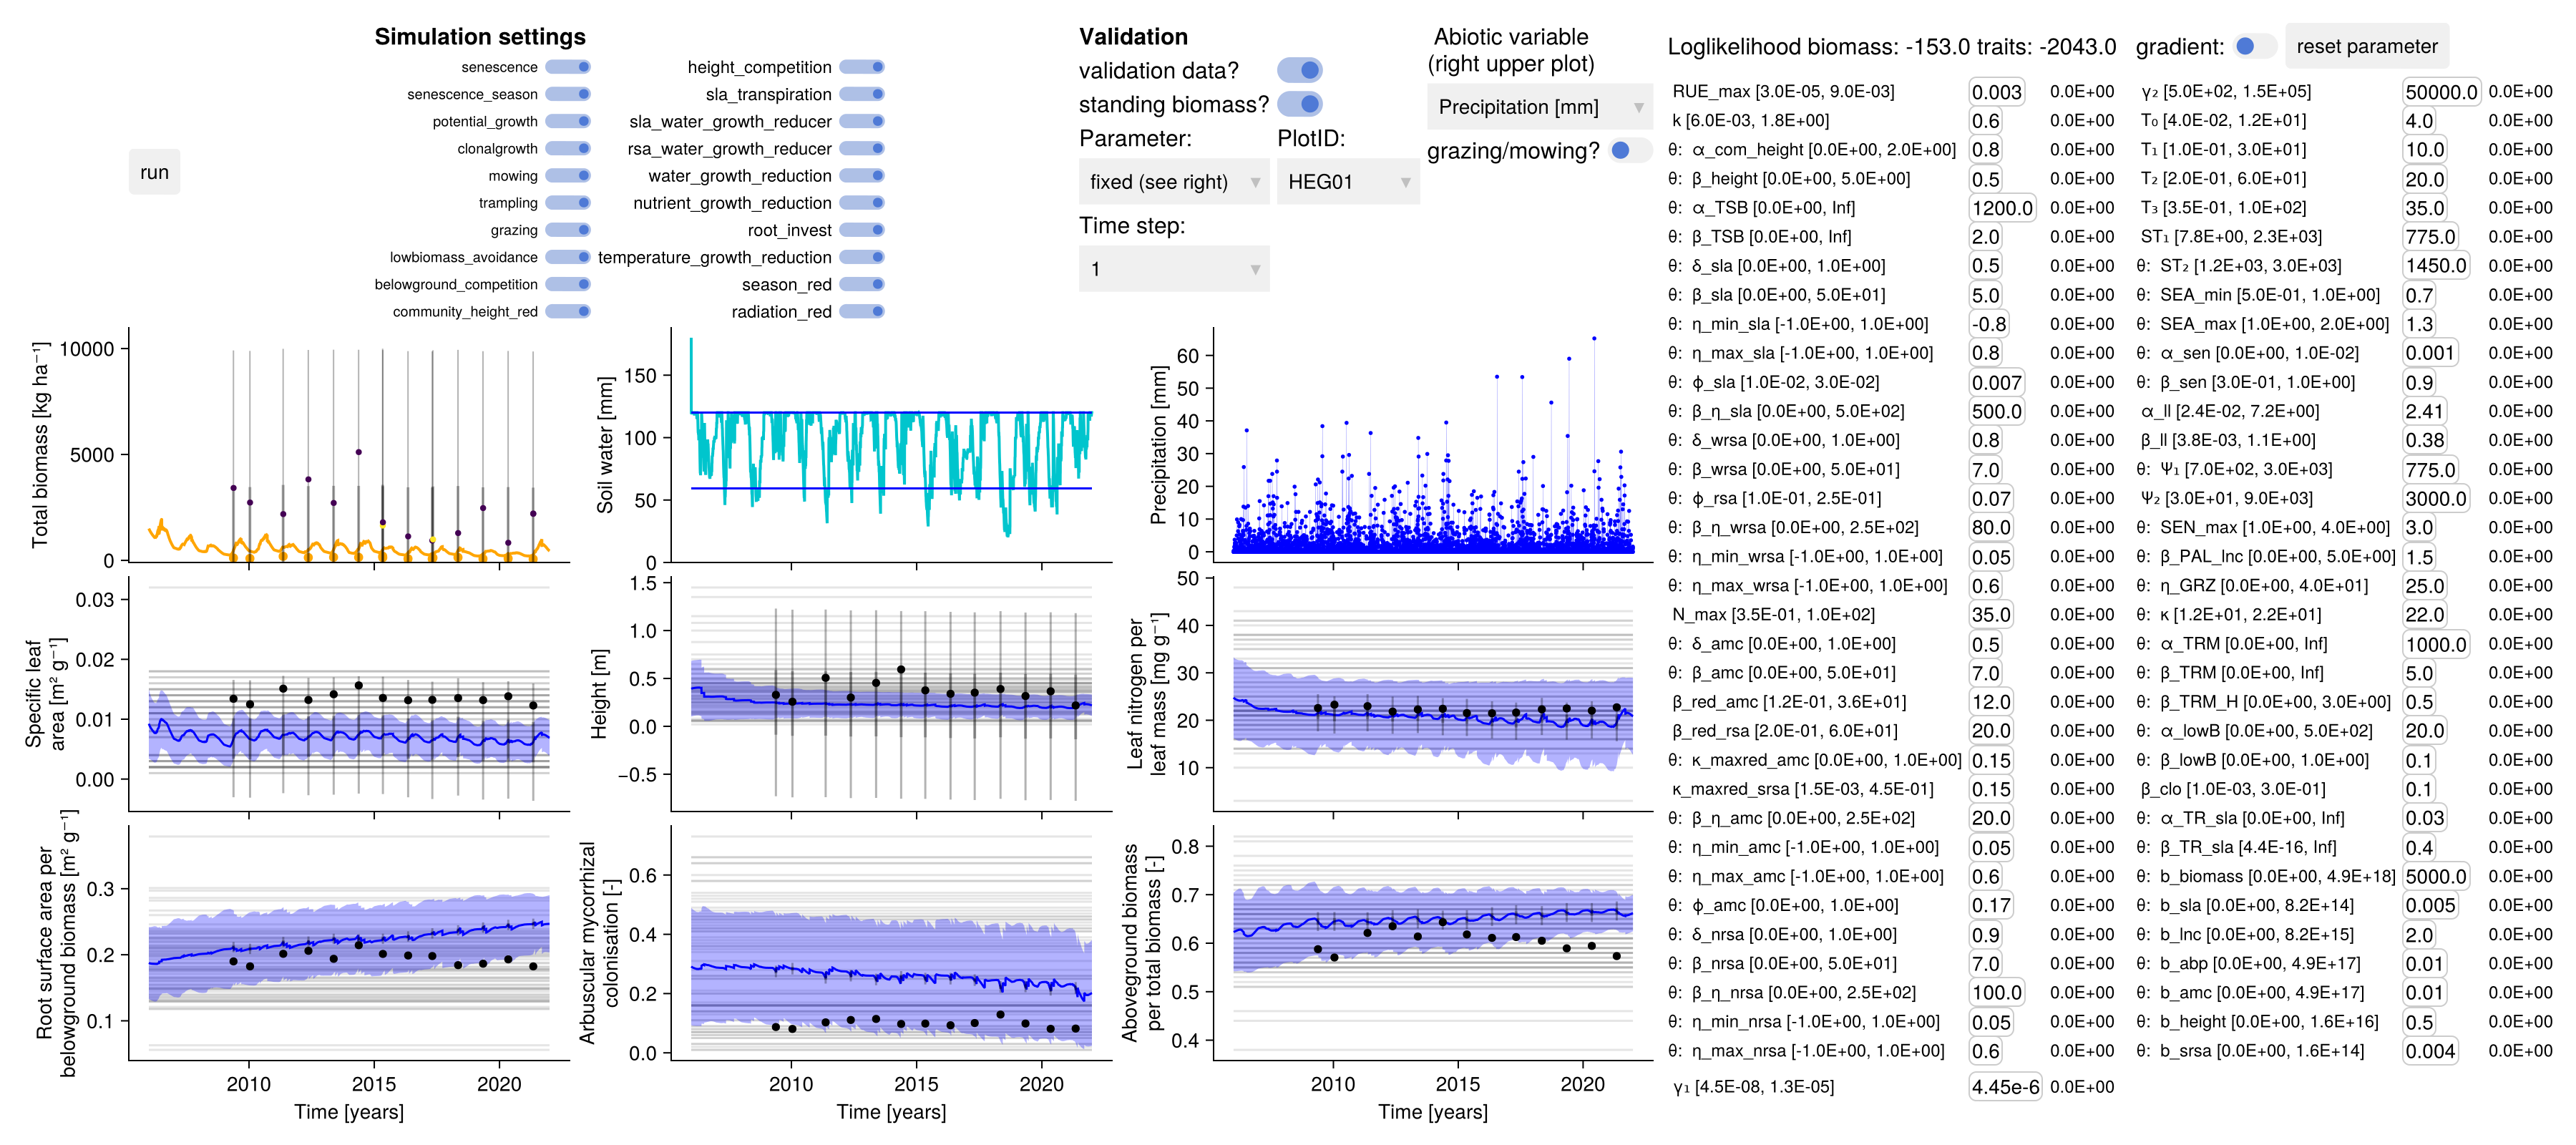 Simulation settings
senescence
senescence_season
potential_growth
clonalgrowth
mowing
trampling
grazing
lowbiomass_avoidance
belowground_competition
community_height_red
height_competition
sla_transpiration
sla_water_growth_reducer
rsa_water_growth_reducer
water_growth_reduction
nutrient_growth_reduction
root_invest
temperature_growth_reduction
season_red
radiation_red
run
Validation
validation data?
standing biomass?
Parameter:
PlotID:
fixed (see right)
HEG01
Time step:
1
Abiotic variable
(right upper plot)
Precipitation [mm]
grazing/mowing?
Loglikelihood biomass: -153.0 traits: -2043.0
gradient:
reset parameter
RUE_max [3.0E-05, 9.0E-03] 0.003 0.0E+00
k [6.0E-03, 1.8E+00] 0.6 0.0E+00
θ: α_com_height [0.0E+00, 2.0E+00] 0.8 0.0E+00
θ: β_height [0.0E+00, 5.0E+00] 0.5 0.0E+00
θ: α_TSB [0.0E+00, Inf] 1200.0 0.0E+00
θ: β_TSB [0.0E+00, Inf] 2.0 0.0E+00
θ: δ_sla [0.0E+00, 1.0E+00] 0.5 0.0E+00
θ: β_sla [0.0E+00, 5.0E+01] 5.0 0.0E+00
θ: η_min_sla [-1.0E+00, 1.0E+00] -0.8 0.0E+00
θ: η_max_sla [-1.0E+00, 1.0E+00] 0.8 0.0E+00
θ: ϕ_sla [1.0E-02, 3.0E-02] 0.007 0.0E+00
θ: β_η_sla [0.0E+00, 5.0E+02] 500.0 0.0E+00
θ: δ_wrsa [0.0E+00, 1.0E+00] 0.8 0.0E+00
θ: β_wrsa [0.0E+00, 5.0E+01] 7.0 0.0E+00
θ: ϕ_rsa [1.0E-01, 2.5E-01] 0.07 0.0E+00
θ: β_η_wrsa [0.0E+00, 2.5E+02] 80.0 0.0E+00
θ: η_min_wrsa [-1.0E+00, 1.0E+00] 0.05 0.0E+00
θ: η_max_wrsa [-1.0E+00, 1.0E+00] 0.6 0.0E+00
N_max [3.5E-01, 1.0E+02] 35.0 0.0E+00
θ: δ_amc [0.0E+00, 1.0E+00] 0.5 0.0E+00
θ: β_amc [0.0E+00, 5.0E+01] 7.0 0.0E+00
β_red_amc [1.2E-01, 3.6E+01] 12.0 0.0E+00
β_red_rsa [2.0E-01, 6.0E+01] 20.0 0.0E+00
θ: κ_maxred_amc [0.0E+00, 1.0E+00] 0.15 0.0E+00
κ_maxred_srsa [1.5E-03, 4.5E-01] 0.15 0.0E+00
θ: β_η_amc [0.0E+00, 2.5E+02] 20.0 0.0E+00
θ: η_min_amc [-1.0E+00, 1.0E+00] 0.05 0.0E+00
θ: η_max_amc [-1.0E+00, 1.0E+00] 0.6 0.0E+00
θ: ϕ_amc [0.0E+00, 1.0E+00] 0.17 0.0E+00
θ: δ_nrsa [0.0E+00, 1.0E+00] 0.9 0.0E+00
θ: β_nrsa [0.0E+00, 5.0E+01] 7.0 0.0E+00
θ: β_η_nrsa [0.0E+00, 2.5E+02] 100.0 0.0E+00
θ: η_min_nrsa [-1.0E+00, 1.0E+00] 0.05 0.0E+00
θ: η_max_nrsa [-1.0E+00, 1.0E+00] 0.6 0.0E+00
γ₁ [4.5E-08, 1.3E-05] 4.45e-6 0.0E+00
γ₂ [5.0E+02, 1.5E+05] 50000.0 0.0E+00
T₀ [4.0E-02, 1.2E+01] 4.0 0.0E+00
T₁ [1.0E-01, 3.0E+01] 10.0 0.0E+00
T₂ [2.0E-01, 6.0E+01] 20.0 0.0E+00
T₃ [3.5E-01, 1.0E+02] 35.0 0.0E+00
ST₁ [7.8E+00, 2.3E+03] 775.0 0.0E+00
θ: ST₂ [1.2E+03, 3.0E+03] 1450.0 0.0E+00
θ: SEA_min [5.0E-01, 1.0E+00] 0.7 0.0E+00
θ: SEA_max [1.0E+00, 2.0E+00] 1.3 0.0E+00
θ: α_sen [0.0E+00, 1.0E-02] 0.001 0.0E+00
θ: β_sen [3.0E-01, 1.0E+00] 0.9 0.0E+00
α_ll [2.4E-02, 7.2E+00] 2.41 0.0E+00
β_ll [3.8E-03, 1.1E+00] 0.38 0.0E+00
θ: Ψ₁ [7.0E+02, 3.0E+03] 775.0 0.0E+00
Ψ₂ [3.0E+01, 9.0E+03] 3000.0 0.0E+00
θ: SEN_max [1.0E+00, 4.0E+00] 3.0 0.0E+00
θ: β_PAL_lnc [0.0E+00, 5.0E+00] 1.5 0.0E+00
θ: η_GRZ [0.0E+00, 4.0E+01] 25.0 0.0E+00
θ: κ [1.2E+01, 2.2E+01] 22.0 0.0E+00
θ: α_TRM [0.0E+00, Inf] 1000.0 0.0E+00
θ: β_TRM [0.0E+00, Inf] 5.0 0.0E+00
θ: β_TRM_H [0.0E+00, 3.0E+00] 0.5 0.0E+00
θ: α_lowB [0.0E+00, 5.0E+02] 20.0 0.0E+00
θ: β_lowB [0.0E+00, 1.0E+00] 0.1 0.0E+00
β_clo [1.0E-03, 3.0E-01] 0.1 0.0E+00
θ: α_TR_sla [0.0E+00, Inf] 0.03 0.0E+00
θ: β_TR_sla [4.4E-16, Inf] 0.4 0.0E+00
θ: b_biomass [0.0E+00, 4.9E+18] 5000.0 0.0E+00
θ: b_sla [0.0E+00, 8.2E+14] 0.005 0.0E+00
θ: b_lnc [0.0E+00, 8.2E+15] 2.0 0.0E+00
θ: b_abp [0.0E+00, 4.9E+17] 0.01 0.0E+00
θ: b_amc [0.0E+00, 4.9E+17] 0.01 0.0E+00
θ: b_height [0.0E+00, 1.6E+16] 0.5 0.0E+00
θ: b_srsa [0.0E+00, 1.6E+14] 0.004 0.0E+00
Total biomass [kg ha⁻¹]
10000
5000
0
Soil water [mm]
150
100
50
0
Precipitation [mm]
60
50
40
30
20
10
0
Specific leaf
area [m² g⁻¹]
0.03
0.02
0.01
0.00
Height [m]
1.5
1.0
0.5
0.0
−0.5
Leaf nitrogen per
leaf mass [mg g⁻¹]
50
40
30
20
10
Root surface area per
belowground biomass [m² g⁻¹]
0.3
0.2
0.1
2010 2015 2020
Time [years]
Arbuscular mycorrhizal
colonisation [-]
0.6
0.4
0.2
0.0
2010 2015 2020
Time [years]
Aboveground biomass
per total biomass [-]
0.8
0.7
0.6
0.5
0.4
2010 2015 2020
Time [years]